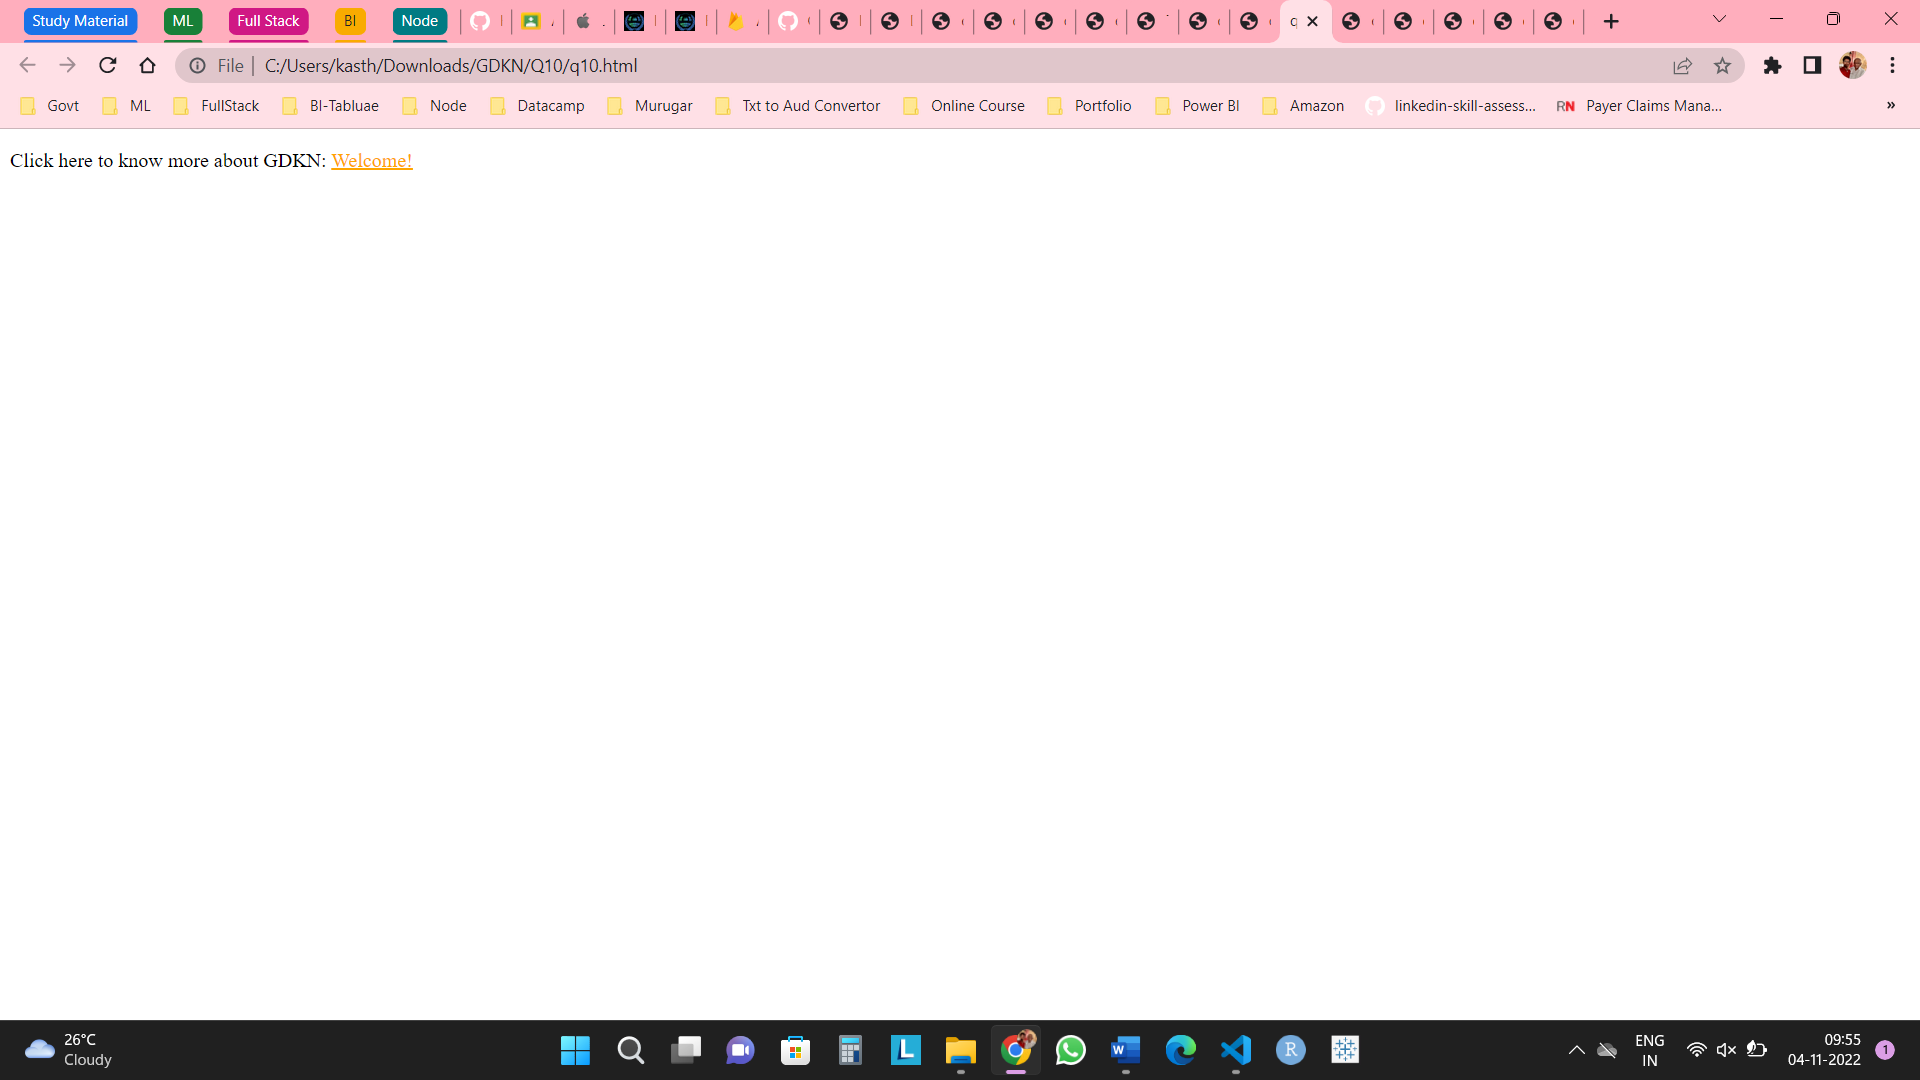 Study Material ML Full Stack BI Node
File C:/Users/kasth/Downloads/GDKN/Q10/q10.html
Govt ML FullStack BI-Tabluae Node Datacamp Murugar Txt to Aud Convertor Online Course Portfolio Power BI Amazon linkedin-skill-assess... RN Payer Claims Mana... »
Click here to know more about GDKN: Welcome!
26°C
Cloudy
ENG
IN
09:55
04-11-2022
1